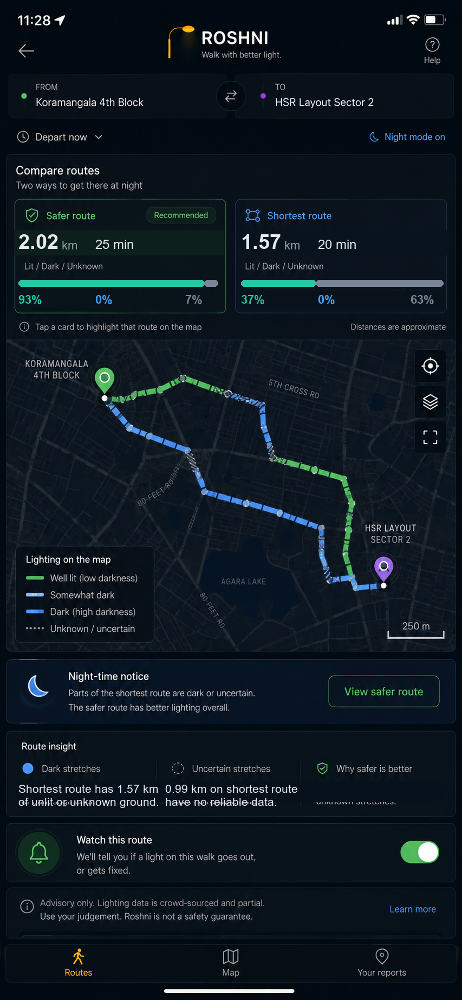 11:28
ROSHNI
Walk with better light.
Help
FROM
Koramangala 4th Block
TO
HSR Layout Sector 2
Depart now
Night mode on
Compare routes
Two ways to get there at night
Safer route
Recommended
2.02 km 25 min
Lit / Dark / Unknown
93% 0% 7%
Shortest route
1.57 km 20 min
Lit / Dark / Unknown
37% 0% 63%
Tap a card to highlight that route on the map
Distances are approximate
KORAMANGALA
4TH BLOCK
5TH CROSS RD
80 FEET RD
HSR LAYOUT
SECTOR 2
AGARA LAKE
80 FEET RD
Lighting on the map
Well lit (low darkness)
Somewhat dark
Dark (high darkness)
Unknown / uncertain
250 m
Night-time notice
Parts of the shortest route are dark or uncertain.
The safer route has better lighting overall.
View safer route
Route insight
Dark stretches
Shortest route has 1.57 km
of unlit or unknown ground.
Uncertain stretches
0.99 km on shortest route
have no reliable data.
Why safer is better
unknown stretches.
Watch this route
We'll tell you if a light on this walk goes out,
or gets fixed.
Advisory only. Lighting data is crowd-sourced and partial.
Use your judgement. Roshni is not a safety guarantee.
Learn more
Routes
Map
Your reports